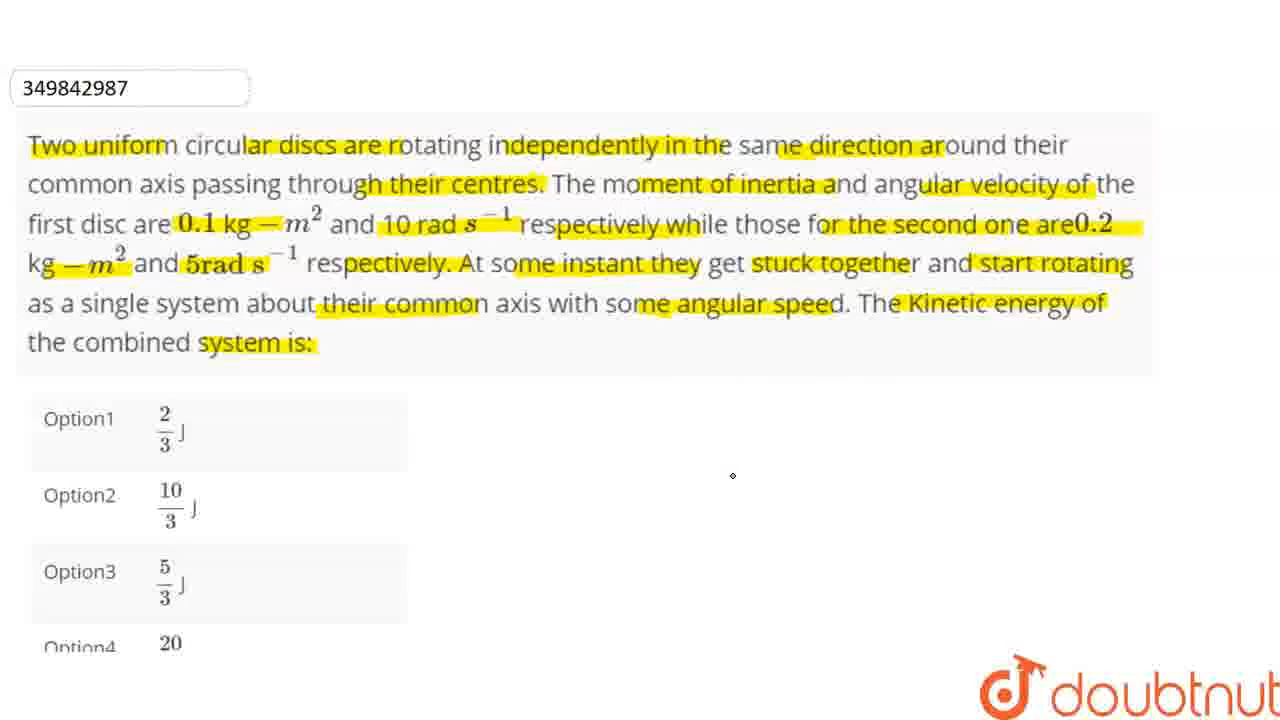 349842987
Two uniform circular discs are rotating independently in the same direction around their
common axis passing through their centres. The moment of inertia and angular velocity of the
first disc are 0.1 kg − m² and 10 rad s⁻¹ respectively while those for the second one are0.2
kg − m² and 5rad s⁻¹ respectively. At some instant they get stuck together and start rotating
as a single system about their common axis with some angular speed. The Kinetic energy of
the combined system is:
Option1 2/3 J
Option2 10/3 J
Option3 5/3 J
Option4 20
doubtnut